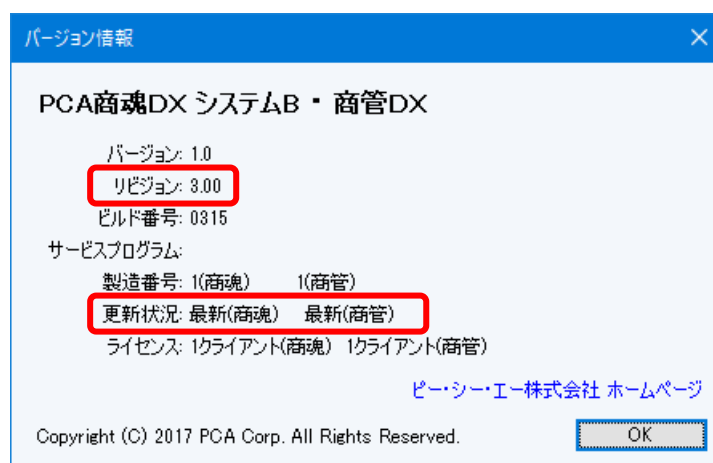 バージョン情報
PCA商魂DX システムB・商管DX
バージョン: 1.0
リビジョン: 3.00
ビルド番号: 0315
サービスプログラム:
製造番号: 1(商魂) 1(商管)
更新状況: 最新(商魂) 最新(商管)
ライセンス: 1クライアント(商魂) 1クライアント(商管)
ピー・シー・エー株式会社 ホームページ
Copyright (C) 2017 PCA Corp. All Rights Reserved.
OK